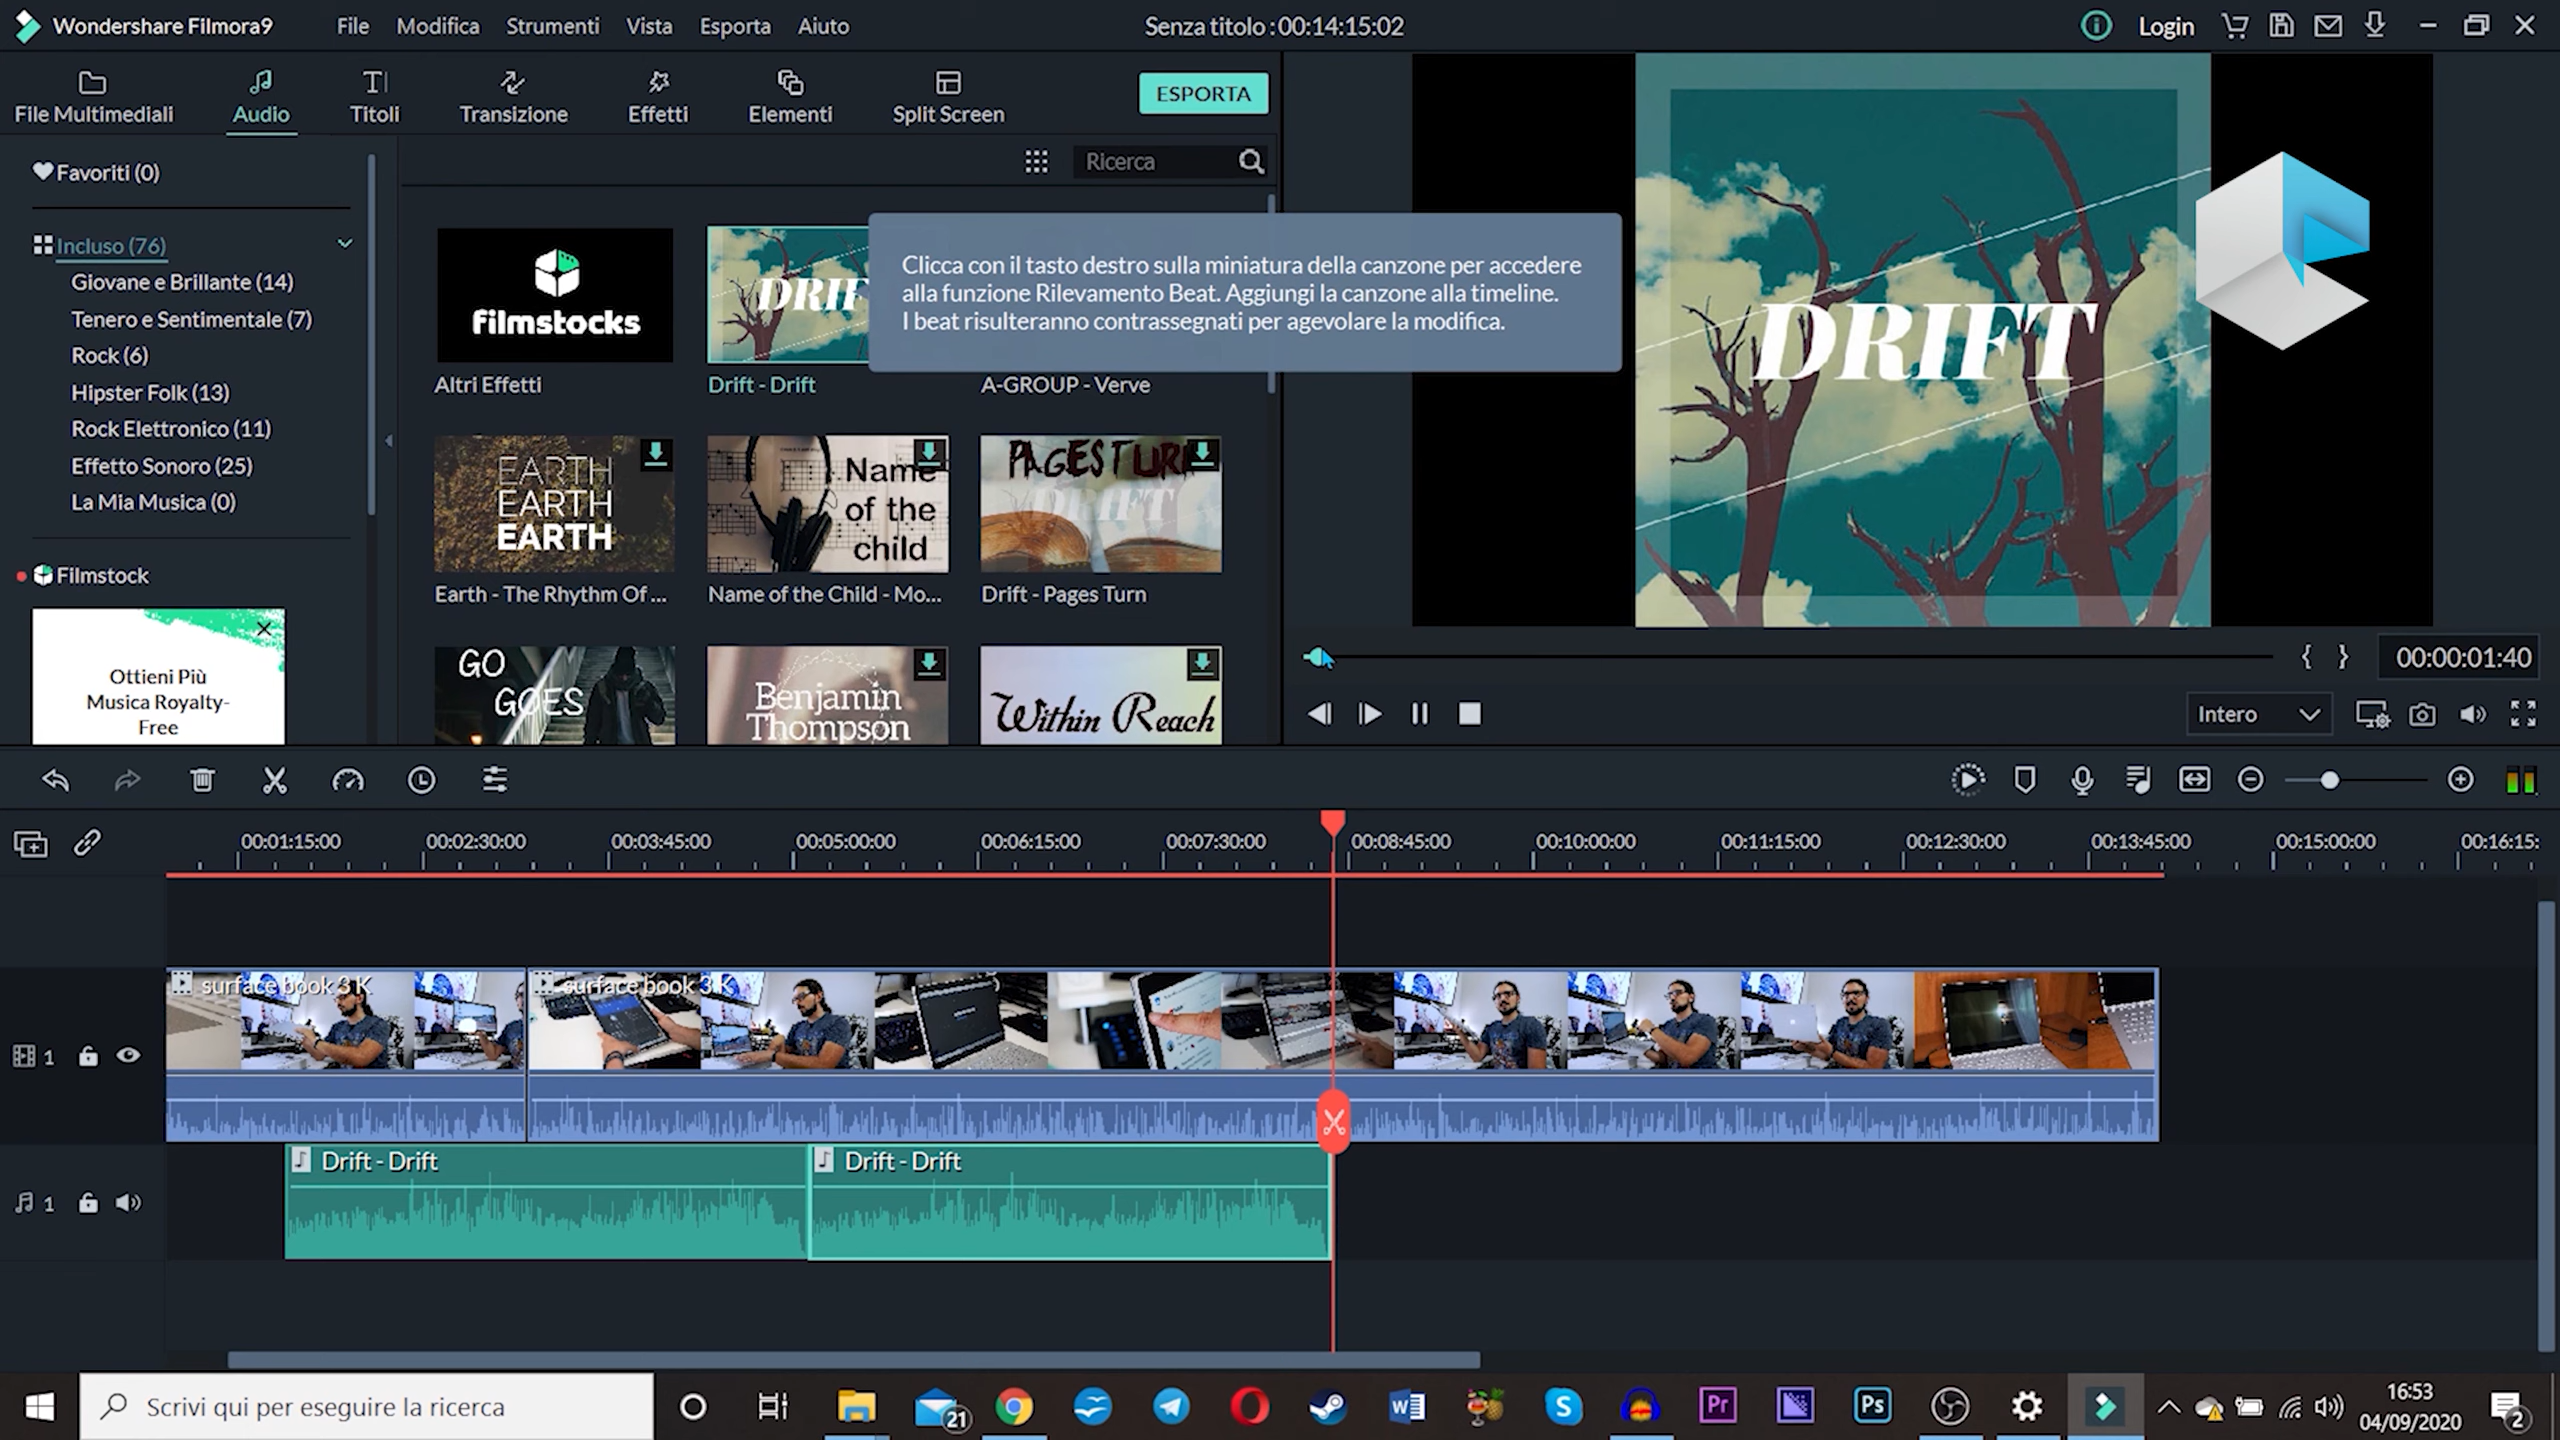 Wondershare Filmora9
File Modifica Strumenti Vista Esporta Aiuto
Senza titolo : 00:14:15:02
Login
File Multimediali Audio Titoli Transizione Effetti Elementi Split Screen
ESPORTA
Favoriti (0)
Ricerca
Incluso (76)
Giovane e Brillante (14)
Tenero e Sentimentale (7)
Rock (6)
Hipster Folk (13)
Rock Elettronico (11)
Effetto Sonoro (25)
La Mia Musica (0)
Filmstock
Ottieni Più
Musica Royalty-
Free
filmstocks
DRIF
Clicca con il tasto destro sulla miniatura della canzone per accedere
alla funzione Rilevamento Beat. Aggiungi la canzone alla timeline.
I beat risulteranno contrassegnati per agevolare la modifica.
Altri Effetti
Drift - Drift
A-GROUP - Verve
EARTH
EARTH
EARTH
Name
of the
child
PAGES TURN
DRIFT
Earth - The Rhythm Of ...
Name of the Child - Mo...
Drift - Pages Turn
GO
GOES
Benjamin
Thompson
Within Reach
DRIFT
{ } 00:00:01:40
Intero
00:01:15:00 00:02:30:00 00:03:45:00 00:05:00:00 00:06:15:00 00:07:30:00 00:08:45:00 00:10:00:00 00:11:15:00 00:12:30:00 00:13:45:00 00:15:00:00 00:16:15:
surface book 3 K
surface book 3 K
1
Drift - Drift
Drift - Drift
1
Scrivi qui per eseguire la ricerca
21
W
S
Pr
Ps
16:53
04/09/2020
2